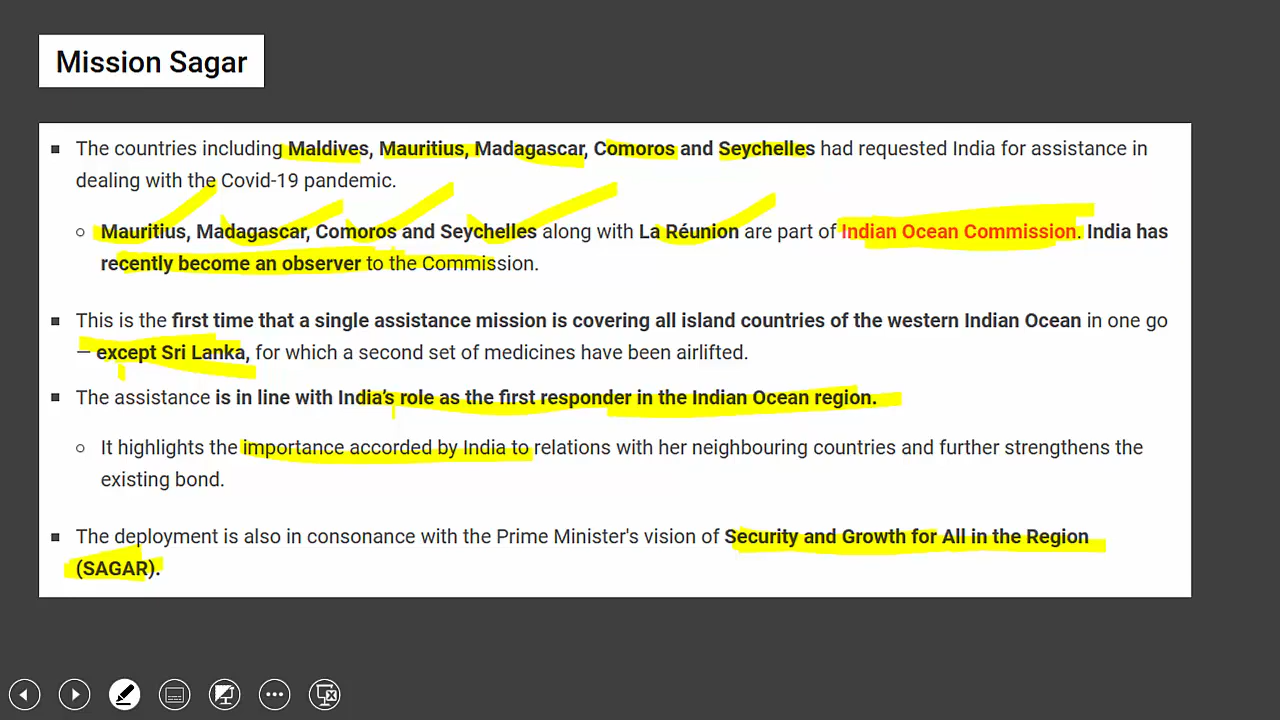 Mission Sagar
The countries including Maldives, Mauritius, Madagascar, Comoros and Seychelles had requested India for assistance in
dealing with the Covid-19 pandemic.
Mauritius, Madagascar, Comoros and Seychelles along with La Réunion are part of Indian Ocean Commission. India has
recently become an observer to the Commission.
This is the first time that a single assistance mission is covering all island countries of the western Indian Ocean in one go
— except Sri Lanka, for which a second set of medicines have been airlifted.
The assistance is in line with India's role as the first responder in the Indian Ocean region.
It highlights the importance accorded by India to relations with her neighbouring countries and further strengthens the
existing bond.
The deployment is also in consonance with the Prime Minister's vision of Security and Growth for All in the Region
(SAGAR).